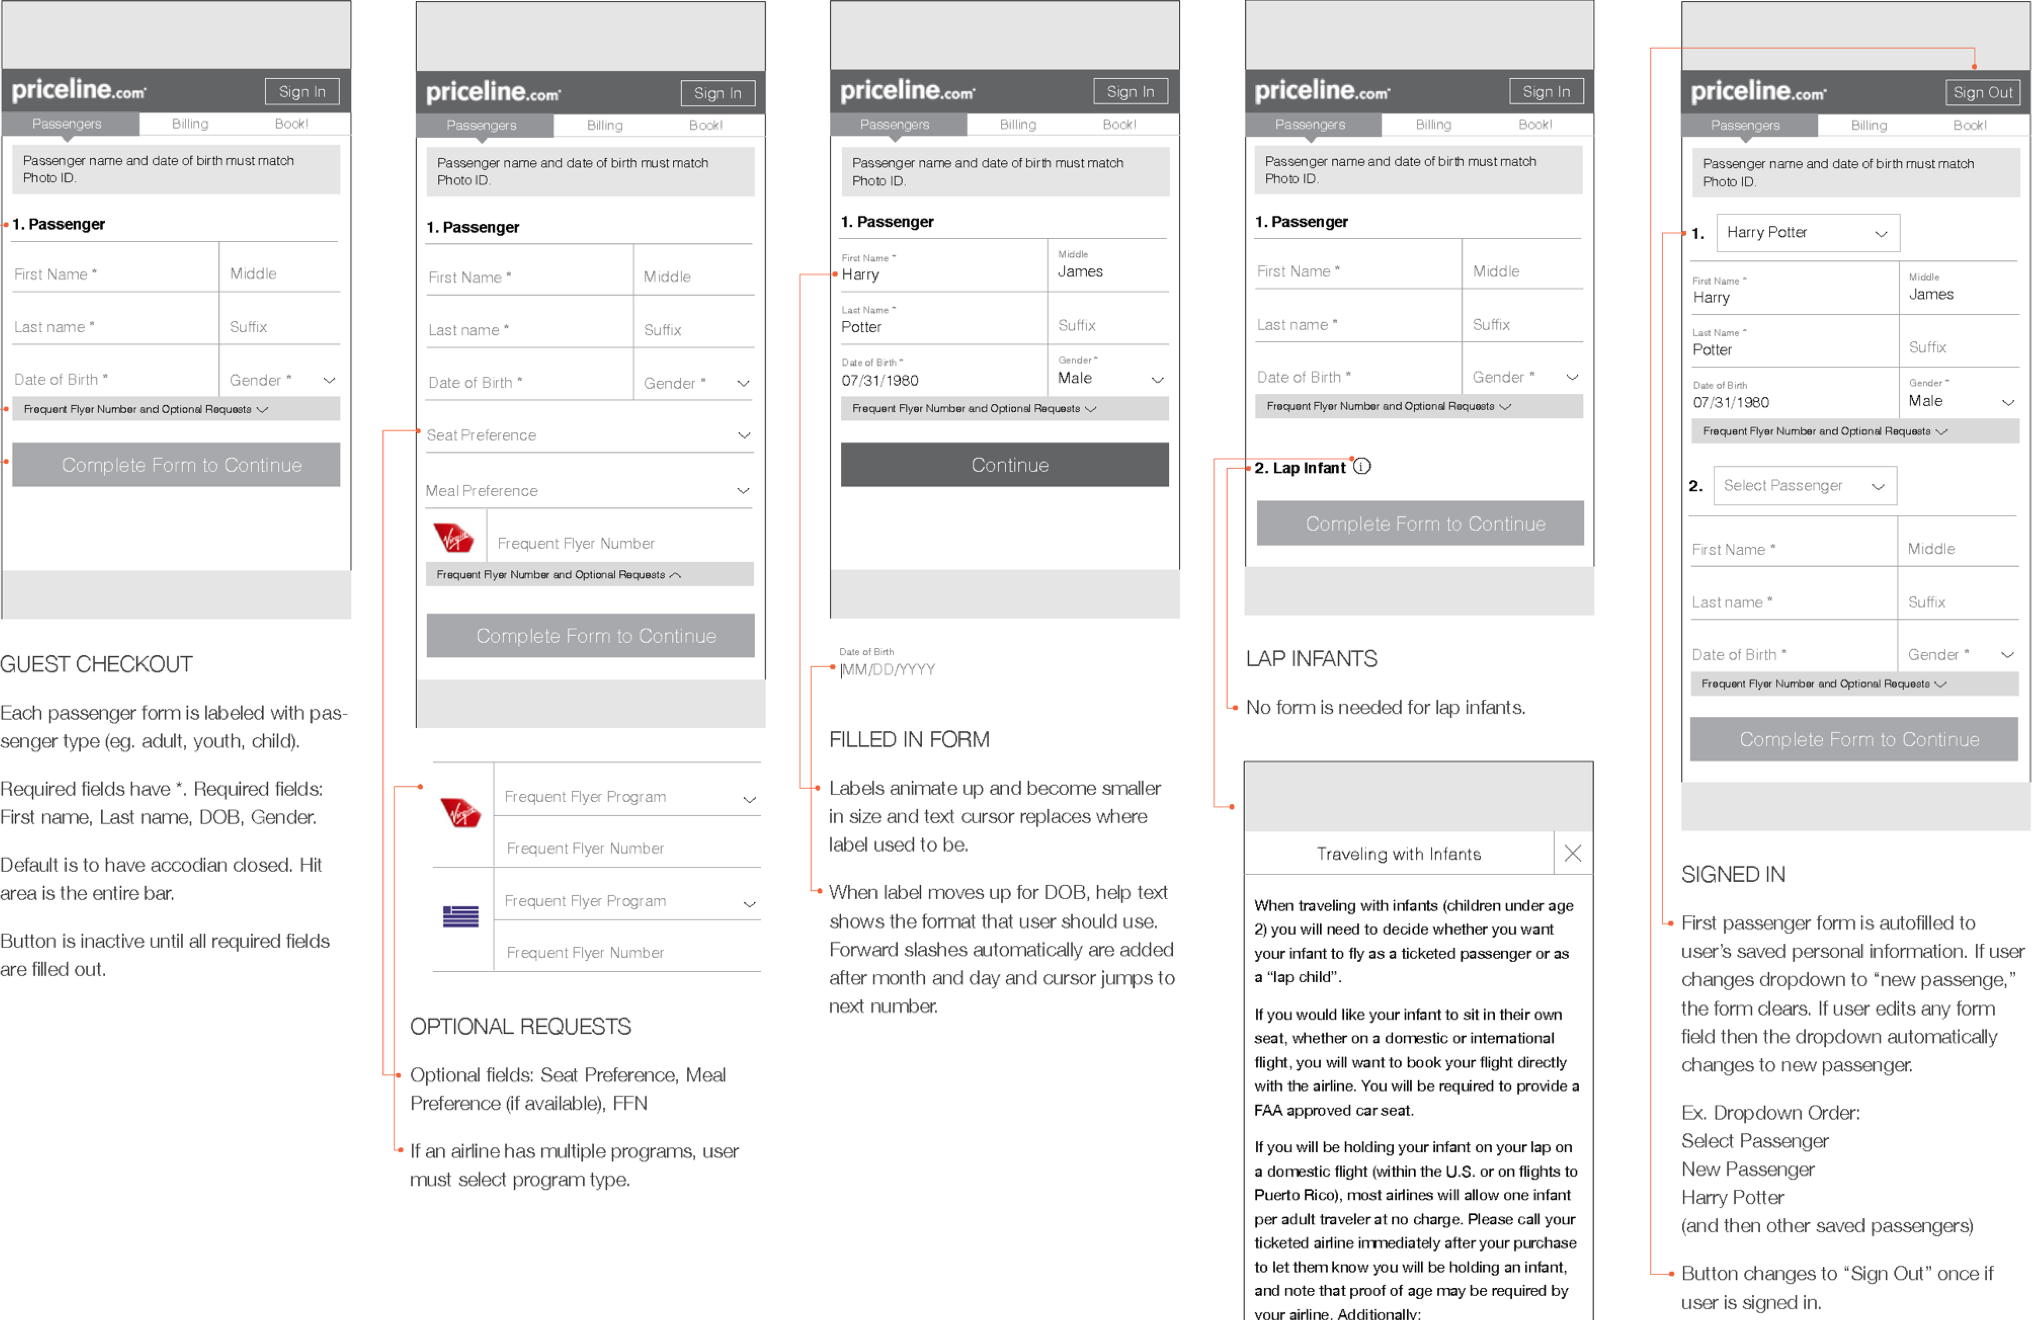 priceline.com
Sign In
Passengers
Billing
Book!
Passenger name and date of birth must match
Photo ID.
1. Passenger
First Name *
Middle
Last name *
Suffix
Date of Birth *
Gender *
Frequent Flyer Number and Optional Requests
Complete Form to Continue
GUEST CHECKOUT
Each passenger form is labeled with pas-
senger type (eg. adult, youth, child).
Required fields have *. Required fields:
First name, Last name, DOB, Gender.
Default is to have accodian closed. Hit
area is the entire bar.
Button is inactive until all required fields
are filled out.
priceline.com
Sign In
Passengers
Billing
Book!
Passenger name and date of birth must match
Photo ID.
1. Passenger
First Name *
Middle
Last name *
Suffix
Date of Birth *
Gender *
Seat Preference
Meal Preference
Virgin
Frequent Flyer Number
Frequent Flyer Number and Optional Requests
Complete Form to Continue
Virgin
Frequent Flyer Program
Frequent Flyer Number
Frequent Flyer Program
Frequent Flyer Number
OPTIONAL REQUESTS
Optional fields: Seat Preference, Meal
Preference (if available), FFN
If an airline has multiple programs, user
must select program type.
priceline.com
Sign In
Passengers
Billing
Book!
Passenger name and date of birth must match
Photo ID.
1. Passenger
First Name *
Harry
Middle
James
Last Name *
Potter
Suffix
Date of Birth *
07/31/1980
Gender *
Male
Frequent Flyer Number and Optional Requests
Continue
Date of Birth
MM/DD/YYYY
FILLED IN FORM
Labels animate up and become smaller
in size and text cursor replaces where
label used to be.
When label moves up for DOB, help text
shows the format that user should use.
Forward slashes automatically are added
after month and day and cursor jumps to
next number.
priceline.com
Sign In
Passengers
Billing
Book!
Passenger name and date of birth must match
Photo ID.
1. Passenger
First Name *
Middle
Last name *
Suffix
Date of Birth *
Gender *
Frequent Flyer Number and Optional Requests
2. Lap Infant
i
Complete Form to Continue
LAP INFANTS
No form is needed for lap infants.
Traveling with Infants
When traveling with infants (children under age
2) you will need to decide whether you want
your infant to fly as a ticketed passenger or as
a “lap child”.
If you would like your infant to sit in their own
seat, whether on a domestic or international
flight, you will want to book your flight directly
with the airline. You will be required to provide a
FAA approved car seat.
If you will be holding your infant on your lap on
a domestic flight (within the U.S. or on flights to
Puerto Rico), most airlines will allow one infant
per adult traveler at no charge. Please call your
ticketed airline immediately after your purchase
to let them know you will be holding an infant,
and note that proof of age may be required by
your airline. Additionally:
priceline.com
Sign Out
Passengers
Billing
Book!
Passenger name and date of birth must match
Photo ID.
1.
Harry Potter
First Name *
Harry
Middle
James
Last Name *
Potter
Suffix
Date of Birth
07/31/1980
Gender *
Male
Frequent Flyer Number and Optional Requests
2.
Select Passenger
First Name *
Middle
Last name *
Suffix
Date of Birth *
Gender *
Frequent Flyer Number and Optional Requests
Complete Form to Continue
SIGNED IN
First passenger form is autofilled to
user’s saved personal information. If user
changes dropdown to “new passenge,”
the form clears. If user edits any form
field then the dropdown automatically
changes to new passenger.
Ex. Dropdown Order:
Select Passenger
New Passenger
Harry Potter
(and then other saved passengers)
Button changes to “Sign Out” once if
user is signed in.